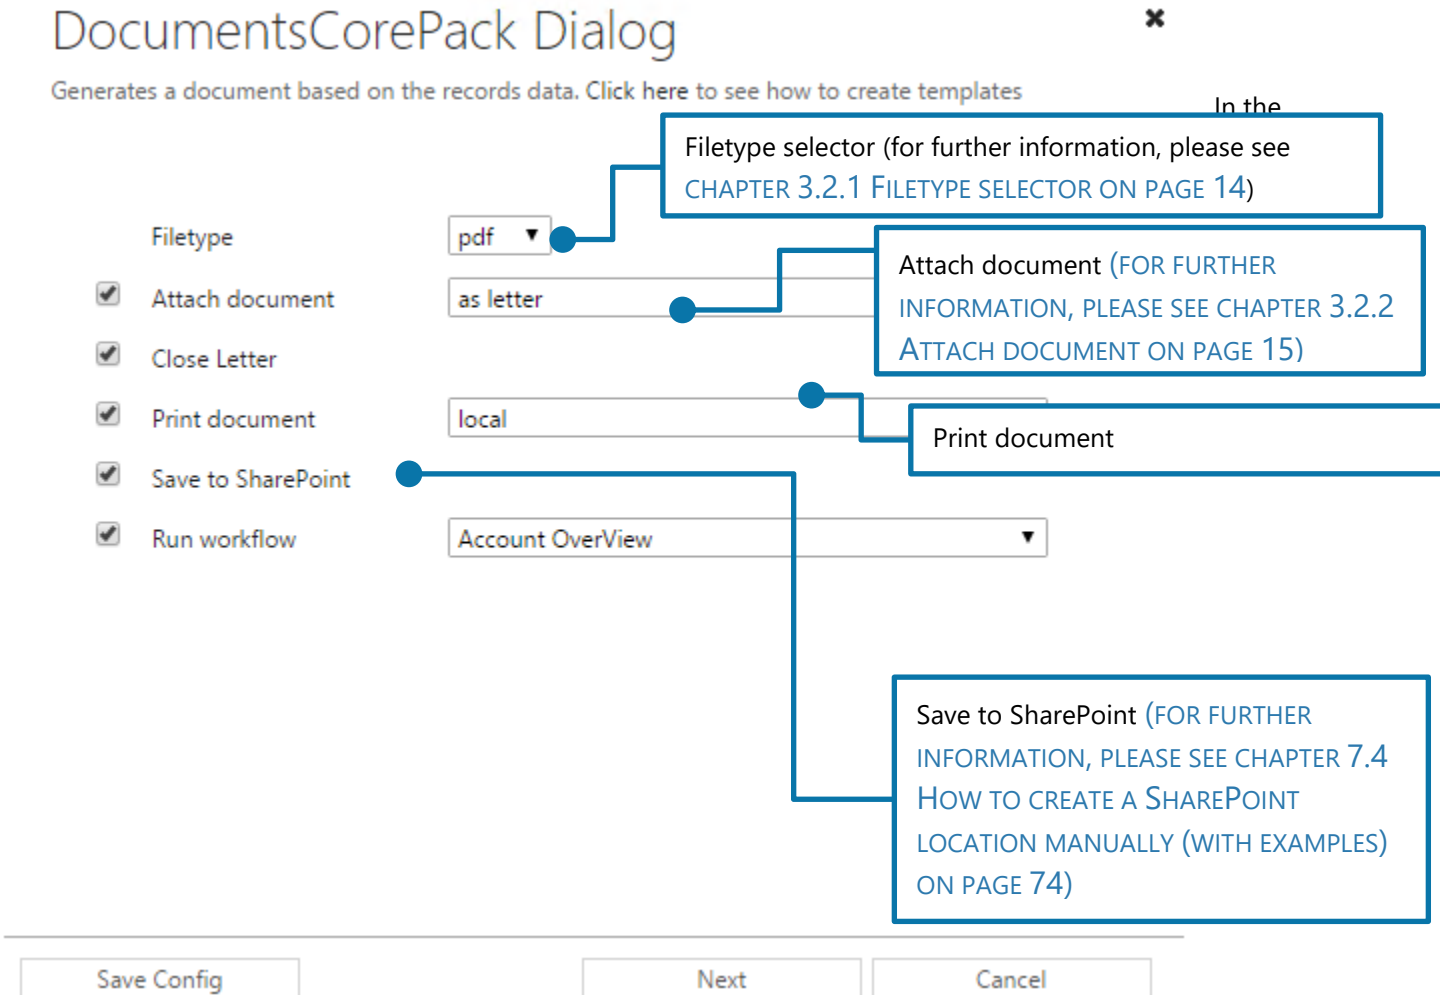 DocumentsCorePack Dialog
✖
Generates a document based on the records data. Click here to see how to create templates
In the
Filetype selector (for further information, please see
CHAPTER 3.2.1 FILETYPE SELECTOR ON PAGE 14)
Filetype
pdf
Attach document
as letter
Attach document (FOR FURTHER
INFORMATION, PLEASE SEE CHAPTER 3.2.2
ATTACH DOCUMENT ON PAGE 15)
Close Letter
Print document
local
Print document
Save to SharePoint
Run workflow
Account OverView
Save to SharePoint (FOR FURTHER
INFORMATION, PLEASE SEE CHAPTER 7.4
HOW TO CREATE A SHAREPOINT
LOCATION MANUALLY (WITH EXAMPLES)
ON PAGE 74)
Save Config
Next
Cancel